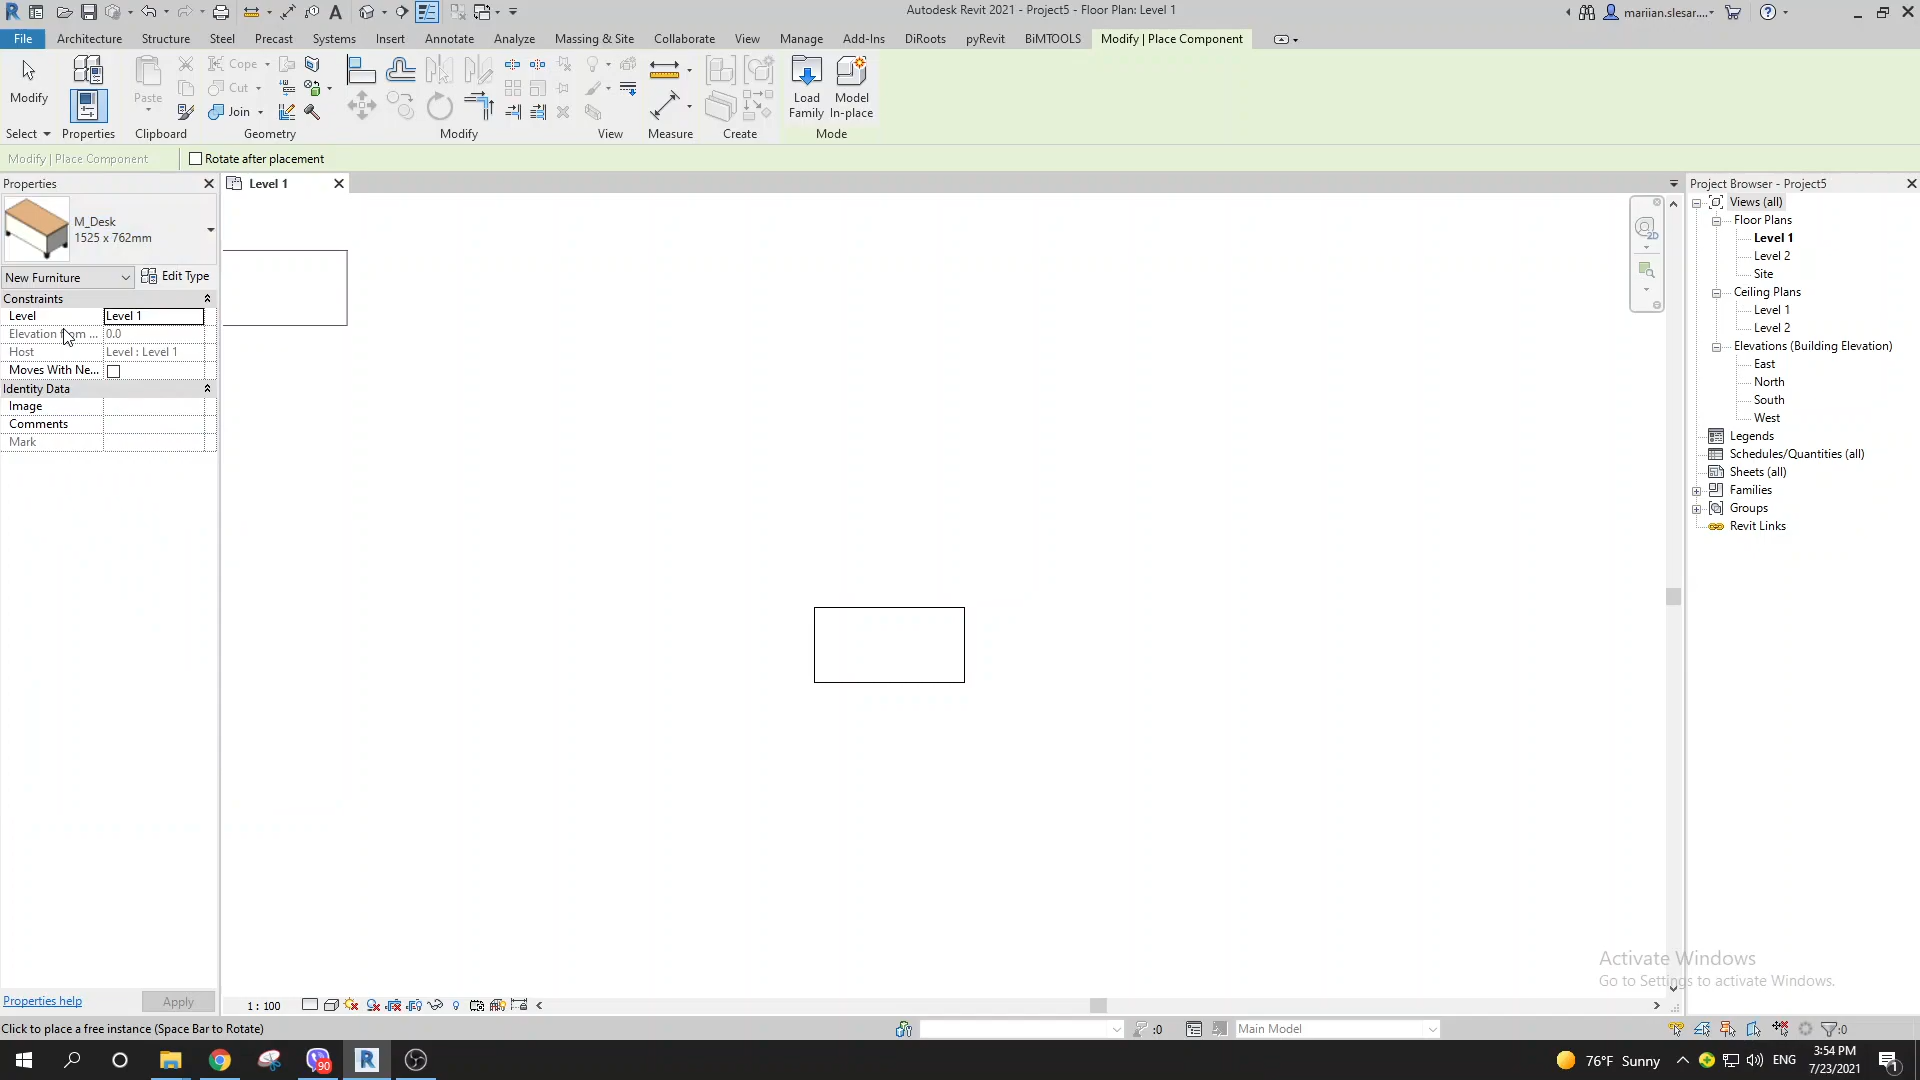 Autodesk Revit 2021 - Project5 - Floor Plan: Level 1
mariian.slesar....
File Architecture Structure Steel Precast Systems Insert Annotate Analyze Massing & Site Collaborate View Manage Add-Ins DiRoots pyRevit BiMTOOLS Modify | Place Component
Modify
Paste
Cope
Cut
Join
Load Family
Model In-place
Select Properties Clipboard Geometry Modify View Measure Create Mode
Modify | Place Component
Rotate after placement
Properties
M_Desk
1525 x 762mm
New Furniture
Edit Type
Constraints
Level Level 1
Elevation from ... 0.0
Host Level : Level 1
Moves With Ne...
Identity Data
Image
Comments
Mark
Properties help
Apply
Level 1
2D
1 : 100
Project Browser - Project5
Views (all)
Floor Plans
Level 1
Level 2
Site
Ceiling Plans
Level 1
Level 2
Elevations (Building Elevation)
East
North
South
West
Legends
Schedules/Quantities (all)
Sheets (all)
Families
Groups
Revit Links
Activate Windows
Go to Settings to activate Windows.
Click to place a free instance (Space Bar to Rotate)
:0
Main Model
:0
90
76°F Sunny
ENG
3:54 PM
7/23/2021
1